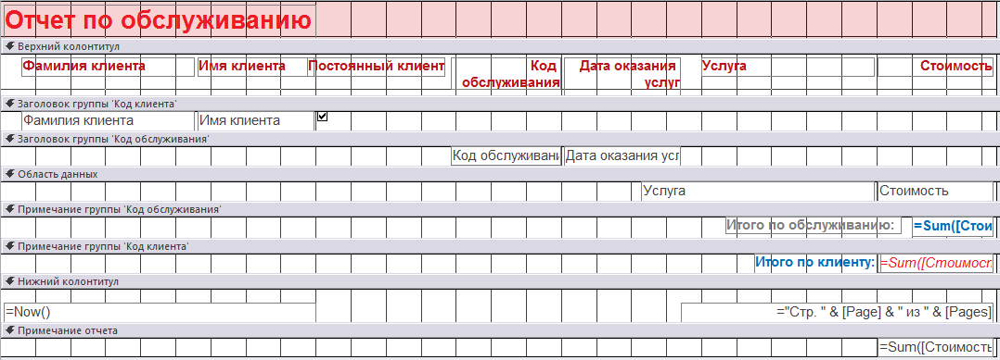 Отчет по обслуживанию
Верхний колонтитул
Фамилия клиента Имя клиента Постоянный клиент Код Дата оказания Услуга Стоимость
обслуживания услуг
Заголовок группы 'Код клиента'
Фамилия клиента Имя клиента
Заголовок группы 'Код обслуживания'
Код обслуживани Дата оказания усл
Область данных
Услуга Стоимость
Примечание группы 'Код обслуживания'
Итого по обслуживанию: =Sum([Стои
Примечание группы 'Код клиента'
Итого по клиенту: =Sum([Стоимост
Нижний колонтитул
=Now() ="Стр. " & [Page] & " из " & [Pages]
Примечание отчета
=Sum([Стоимость